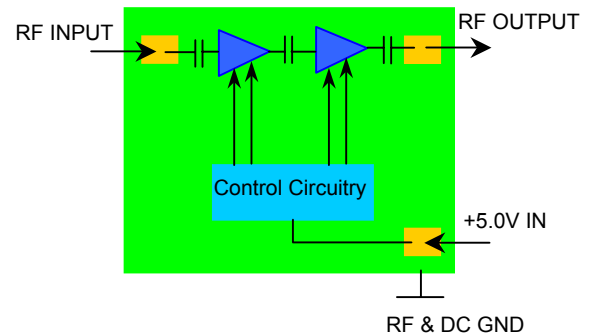 RF INPUT
RF OUTPUT
Control Circuitry
+5.0V IN
RF & DC GND